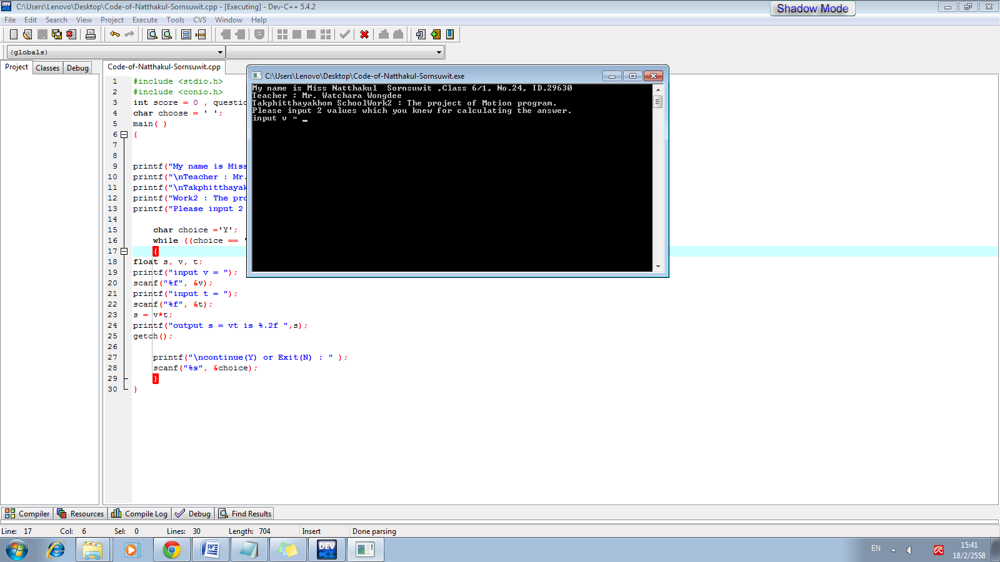 C:\Users\Lenovo\Desktop\Code-of-Natthakul-Sornsuwit.cpp - [Executing] - Dev-C++ 5.4.2
Shadow Mode
File Edit Search View Project Execute Tools CVS Window Help
(globals)
Project Classes Debug
Code-of-Natthakul-Sornsuwit.cpp
1 #include <stdio.h>
2 #include <conio.h>
3 int score = 0 , questio
4 char choose = ' ';
5 main( )
6 {
7
8
9 printf("My name is Miss
10 printf("\nTeacher : Mr.
11 printf("\nTakphitthayak
12 printf("Work2 : The pro
13 printf("Please input 2
14
15 char choice ='Y';
16 while ((choice == '
17 {
18 float s, v, t;
19 printf("input v = ");
20 scanf("%f", &v);
21 printf("input t = ");
22 scanf("%f", &t);
23 s = v*t;
24 printf("output s = vt is %.2f ",s);
25 getch();
26
27 printf("\ncontinue(Y) or Exit(N) : " );
28 scanf("%s", &choice);
29 }
30 }
C:\Users\Lenovo\Desktop\Code-of-Natthakul-Sornsuwit.exe
My name is Miss Natthakul  Sornsuwit ,Class 6/1, No.24, ID.29630
Teacher : Mr. Watchara Wongdee
Takphitthayakhom SchoolWork2 : The project of Motion program.
Please input 2 values which you knew for calculating the answer.
input v = _
Compiler Resources Compile Log Debug Find Results
Line: 17 Col: 6 Sel: 0 Lines: 30 Length: 704 Insert Done parsing
DEV C++
EN
15:41
18/2/2558